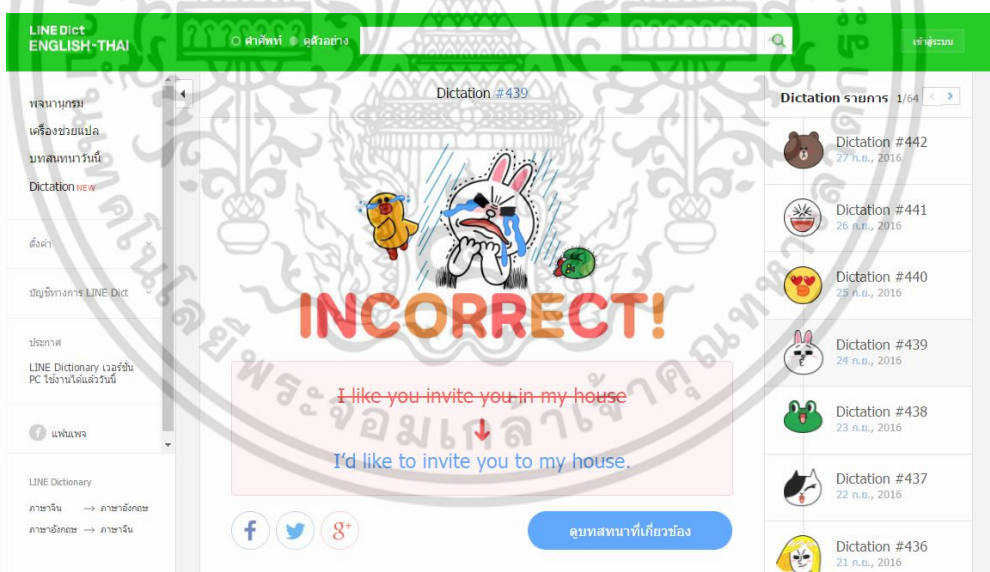 LINE Dict
ENGLISH-THAI
คำศัพท์ ดูตัวอย่าง
เข้าสู่ระบบ
พจนานุกรม
เครื่องช่วยแปล
บทสนทนาวันนี้
Dictation NEW
ตั้งค่า
บัญชีทางการ LINE Dict
ประกาศ
LINE Dictionary เวอร์ชั่น
PC ใช้งานได้แล้ววันนี้
แฟนเพจ
LINE Dictionary
ภาษาจีน → ภาษาอังกฤษ
ภาษาอังกฤษ → ภาษาจีน
Dictation #439
INCORRECT!
I like you invite you in my house
I'd like to invite you to my house.
ดูบทสนทนาที่เกี่ยวข้อง
Dictation รายการ 1/64
Dictation #442
27 ก.ย., 2016
Dictation #441
26 ก.ย., 2016
Dictation #440
25 ก.ย., 2016
Dictation #439
24 ก.ย., 2016
Dictation #438
23 ก.ย., 2016
Dictation #437
22 ก.ย., 2016
Dictation #436
21 ก.ย., 2016